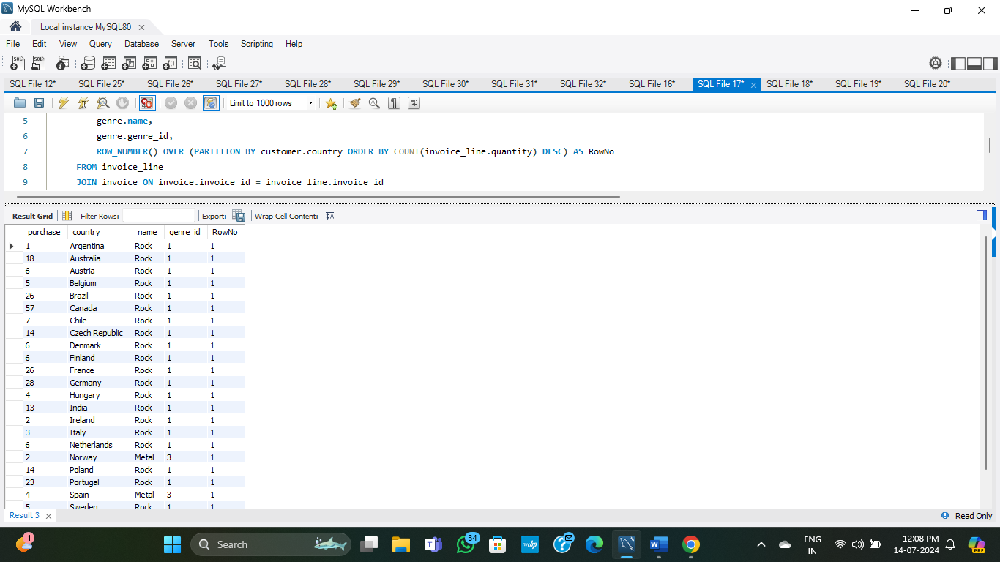 MySQL Workbench
Local instance MySQL80
File Edit View Query Database Server Tools Scripting Help
SQL File 12* SQL File 25* SQL File 26* SQL File 27* SQL File 28* SQL File 29* SQL File 30* SQL File 31* SQL File 32* SQL File 16* SQL File 17* SQL File 18* SQL File 19* SQL File 20*
Limit to 1000 rows
5 genre.name,
6 genre.genre_id,
7 ROW_NUMBER() OVER (PARTITION BY customer.country ORDER BY COUNT(invoice_line.quantity) DESC) AS RowNo
8 FROM invoice_line
9 JOIN invoice ON invoice.invoice_id = invoice_line.invoice_id
Result Grid Filter Rows: Export: Wrap Cell Content:
purchase country name genre_id RowNo
1 Argentina Rock 1 1
18 Australia Rock 1 1
6 Austria Rock 1 1
5 Belgium Rock 1 1
26 Brazil Rock 1 1
57 Canada Rock 1 1
7 Chile Rock 1 1
14 Czech Republic Rock 1 1
6 Denmark Rock 1 1
6 Finland Rock 1 1
26 France Rock 1 1
28 Germany Rock 1 1
4 Hungary Rock 1 1
13 India Rock 1 1
2 Ireland Rock 1 1
3 Italy Rock 1 1
6 Netherlands Rock 1 1
2 Norway Metal 3 1
14 Poland Rock 1 1
23 Portugal Rock 1 1
4 Spain Metal 3 1
5 Sweden Rock 1 1
Result 3 Read Only
1 Search 34 myhp ENG 12:08 PM
IN 14-07-2024 PRE